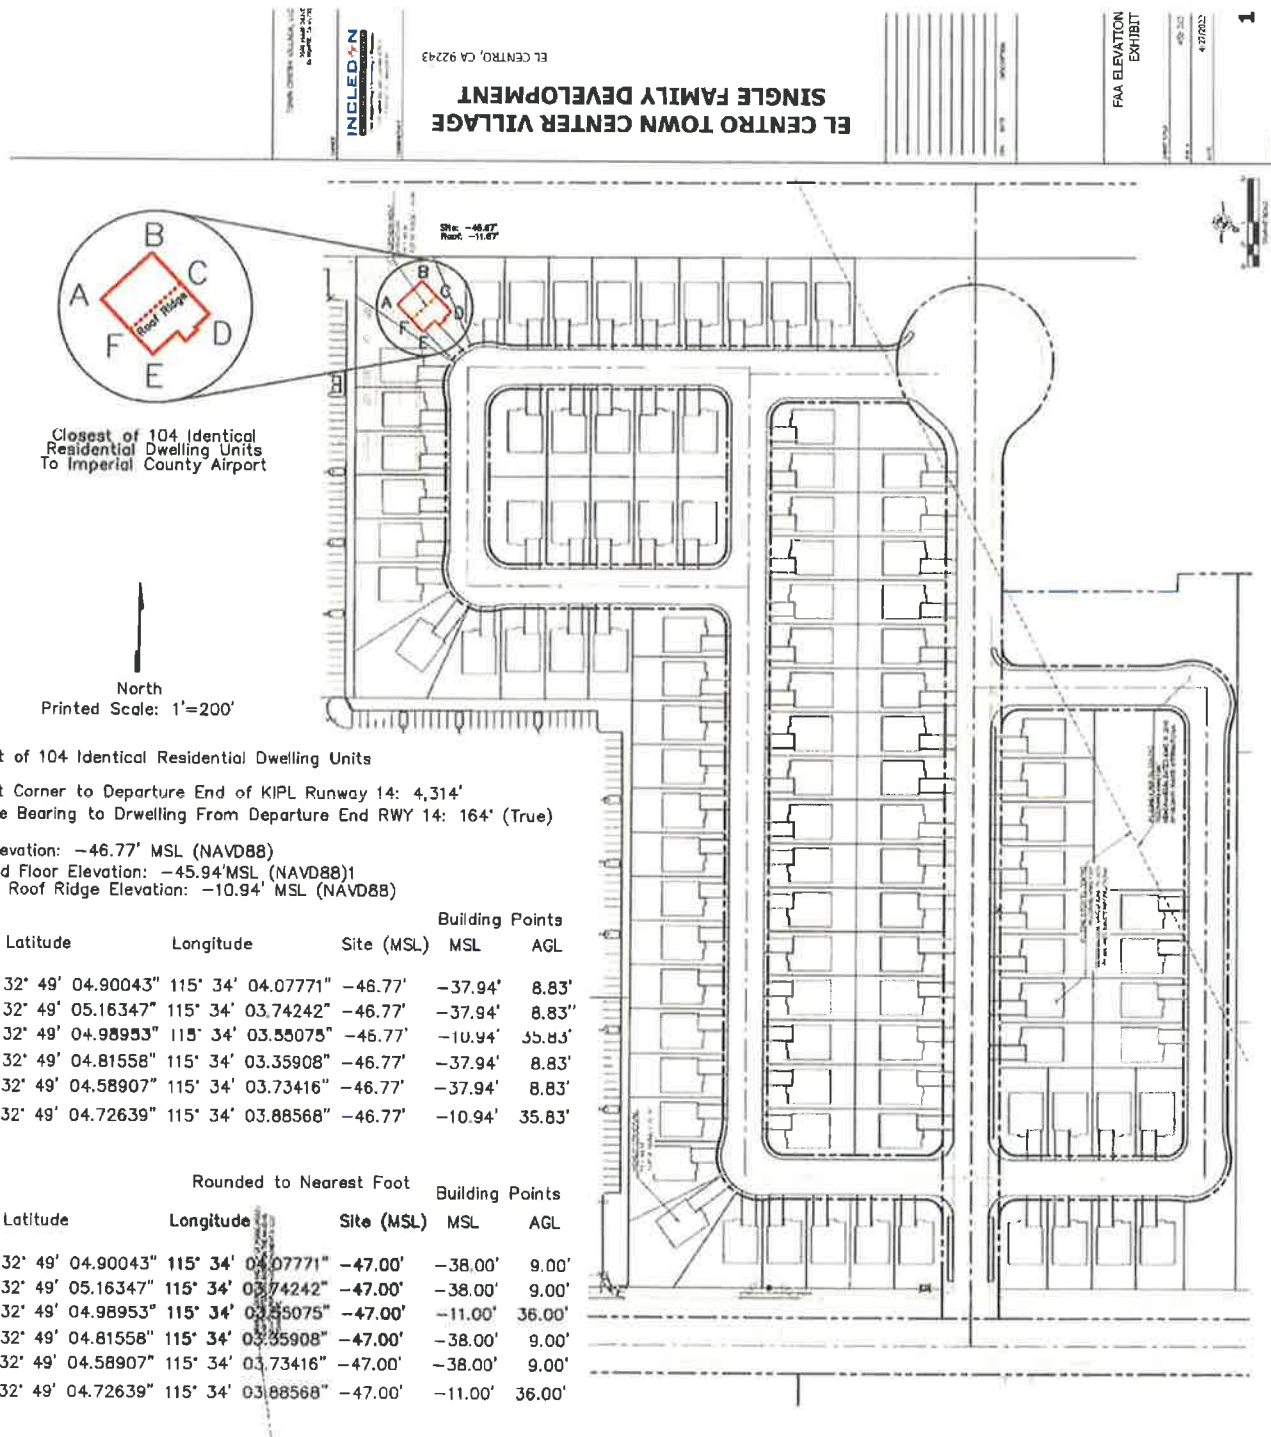 TOWN CENTER VILLAGE, LLC
INCLEDON
EL CENTRO, CA 92243
EL CENTRO TOWN CENTER VILLAGE
SINGLE FAMILY DEVELOPMENT
FAA ELEVATION
EXHIBIT
4/27/2022
1
Site: -46.67'
Roof: -11.67'
A
B
C
D
E
F
Roof Ridge
A
B
C
D
E
F
Closest of 104 Identical
Residential Dwelling Units
To Imperial County Airport
North
Printed Scale: 1'=200'
t of 104 Identical Residential Dwelling Units
t Corner to Departure End of KIPL Runway 14: 4,314'
e Bearing to Drwelling From Departure End RWY 14: 164° (True)
evation: -46.77' MSL (NAVD88)
d Floor Elevation: -45.94'MSL (NAVD88)1
Roof Ridge Elevation: -10.94' MSL (NAVD88)
Building Points
Latitude Longitude Site (MSL) MSL AGL
32° 49' 04.90043" 115° 34' 04.07771" -46.77' -37.94' 8.83'
32° 49' 05.16347" 115° 34' 03.74242" -46.77' -37.94' 8.83''
32° 49' 04.98953" 115° 34' 03.55075" -46.77' -10.94' 35.83'
32° 49' 04.81558" 115° 34' 03.35908" -46.77' -37.94' 8.83'
32° 49' 04.58907" 115° 34' 03.73416" -46.77' -37.94' 8.83'
32° 49' 04.72639" 115° 34' 03.88568" -46.77' -10.94' 35.83'
Rounded to Nearest Foot Building Points
Latitude Longitude Site (MSL) MSL AGL
32° 49' 04.90043" 115° 34' 04.07771" -47.00' -38.00' 9.00'
32° 49' 05.16347" 115° 34' 03.74242" -47.00' -38.00' 9.00'
32° 49' 04.98953" 115° 34' 03.55075" -47.00' -11.00' 36.00'
32° 49' 04.81558" 115° 34' 03.35908" -47.00' -38.00' 9.00'
32° 49' 04.58907" 115° 34' 03.73416" -47.00' -38.00' 9.00'
32° 49' 04.72639" 115° 34' 03.88568" -47.00' -11.00' 36.00'